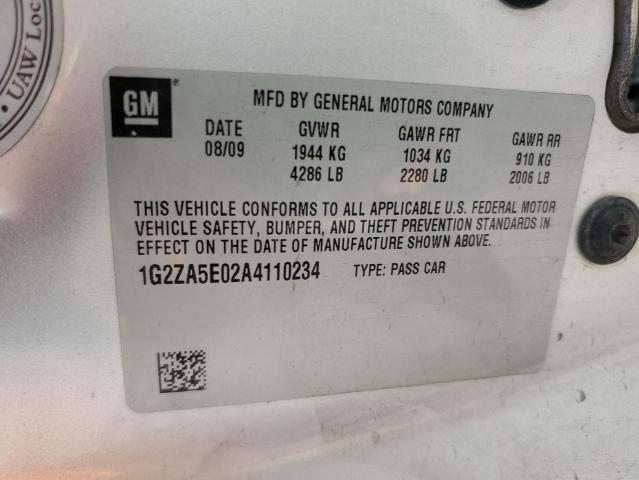 UAW Loc
GM
MFD BY GENERAL MOTORS COMPANY
DATE GVWR GAWR FRT GAWR RR
08/09 1944 KG 1034 KG 910 KG
4286 LB 2280 LB 2006 LB
THIS VEHICLE CONFORMS TO ALL APPLICABLE U.S. FEDERAL MOTOR
VEHICLE SAFETY, BUMPER, AND THEFT PREVENTION STANDARDS IN
EFFECT ON THE DATE OF MANUFACTURE SHOWN ABOVE.
1G2ZA5E02A4110234 TYPE: PASS CAR